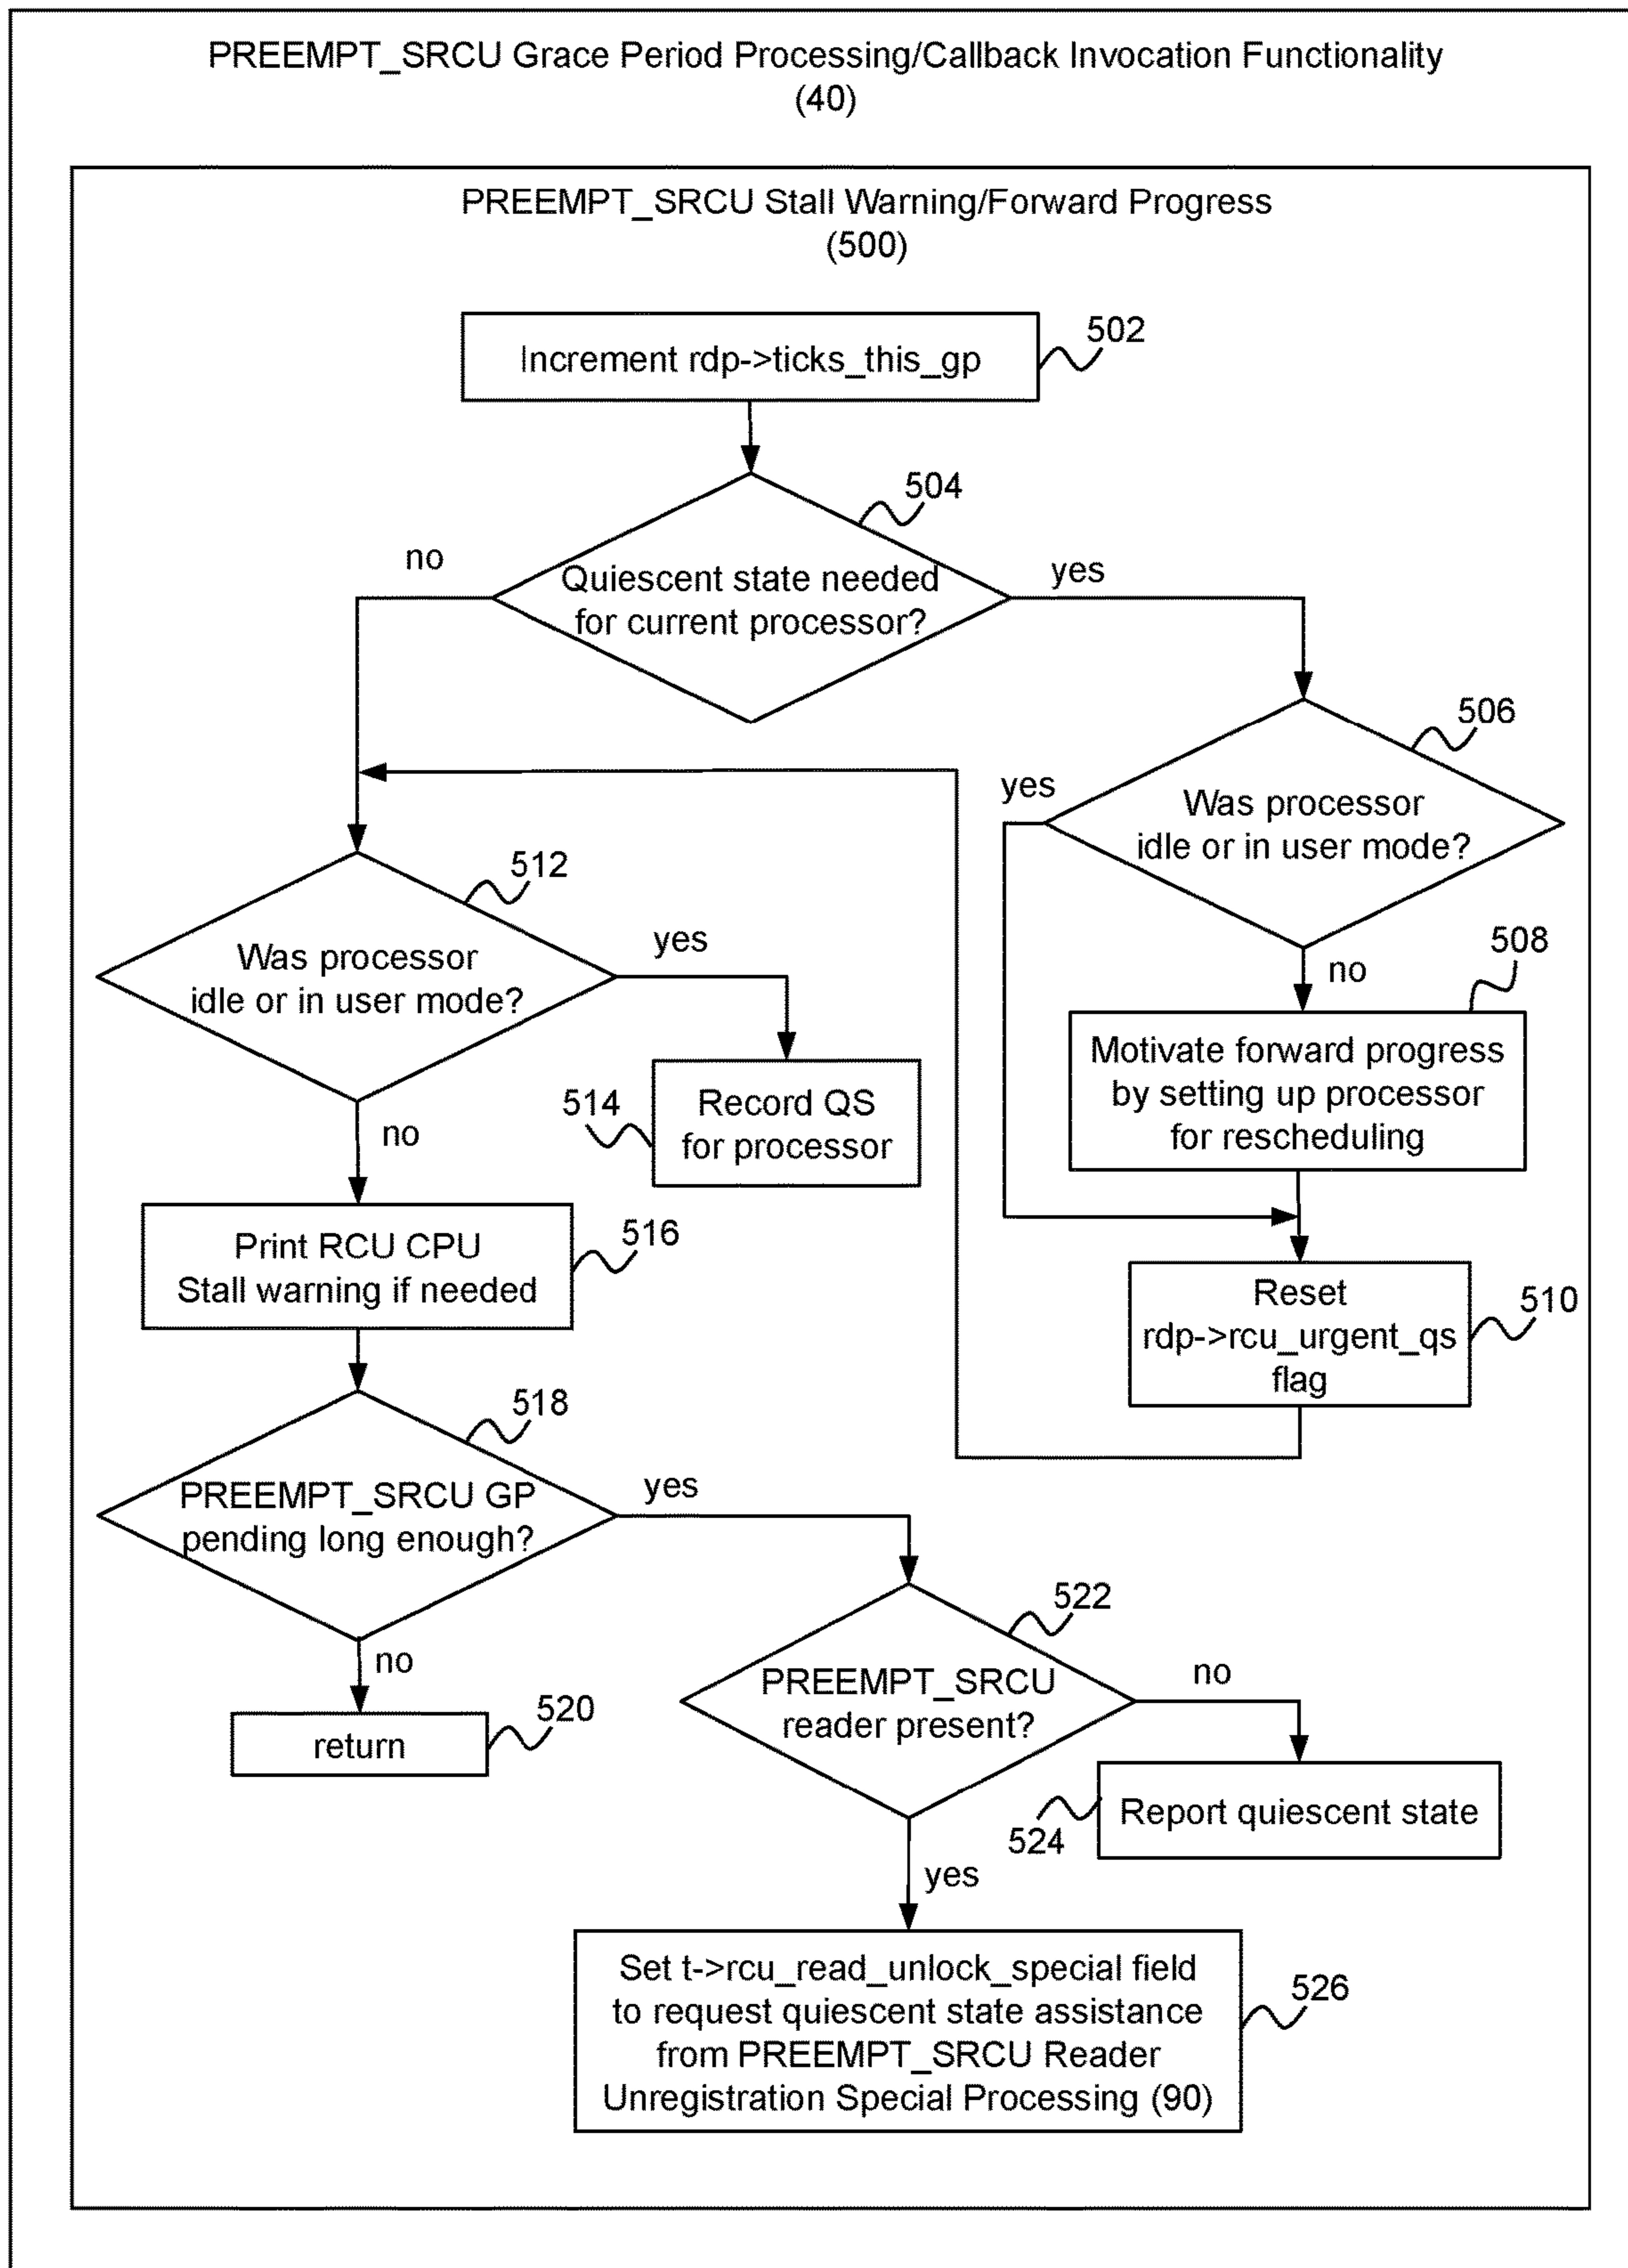 PREEMPT_SRCU Grace Period Processing/Callback Invocation Functionality
(40)
PREEMPT_SRCU Stall Warning/Forward Progress
(500)
Increment rdp->ticks_this_gp
502
504
Quiescent state needed
for current processor?
no
yes
506
Was processor
idle or in user mode?
yes
no
508
Motivate forward progress
by setting up processor
for rescheduling
Reset
rdp->rcu_urgent_qs
flag
510
512
Was processor
idle or in user mode?
yes
no
514
Record QS
for processor
Print RCU CPU
Stall warning if needed
516
518
PREEMPT_SRCU GP
pending long enough?
yes
no
return
520
522
PREEMPT_SRCU
reader present?
no
yes
524
Report quiescent state
Set t->rcu_read_unlock_special field
to request quiescent state assistance
from PREEMPT_SRCU Reader
Unregistration Special Processing (90)
526